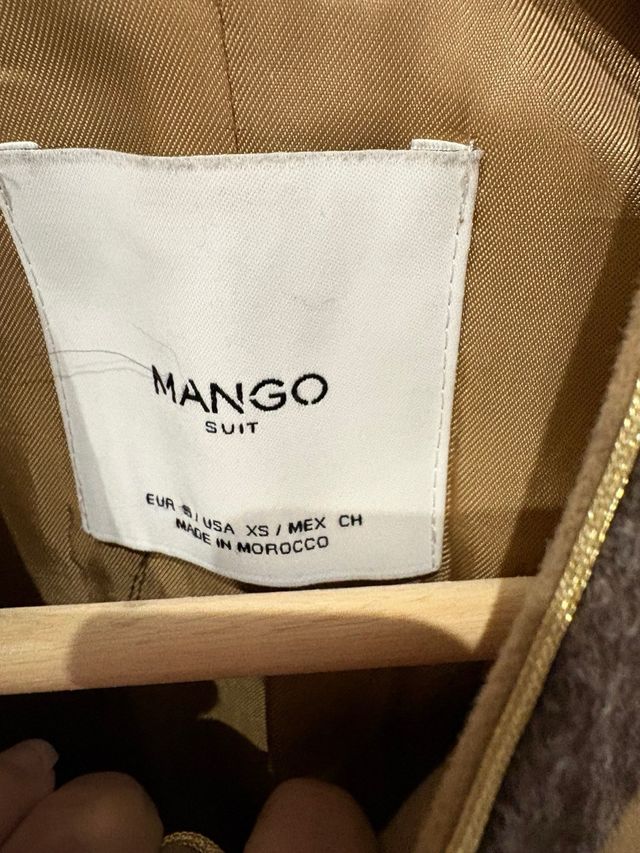 MANGO
SUIT
EUR S / USA XS / MEX CH
MADE IN MOROCCO